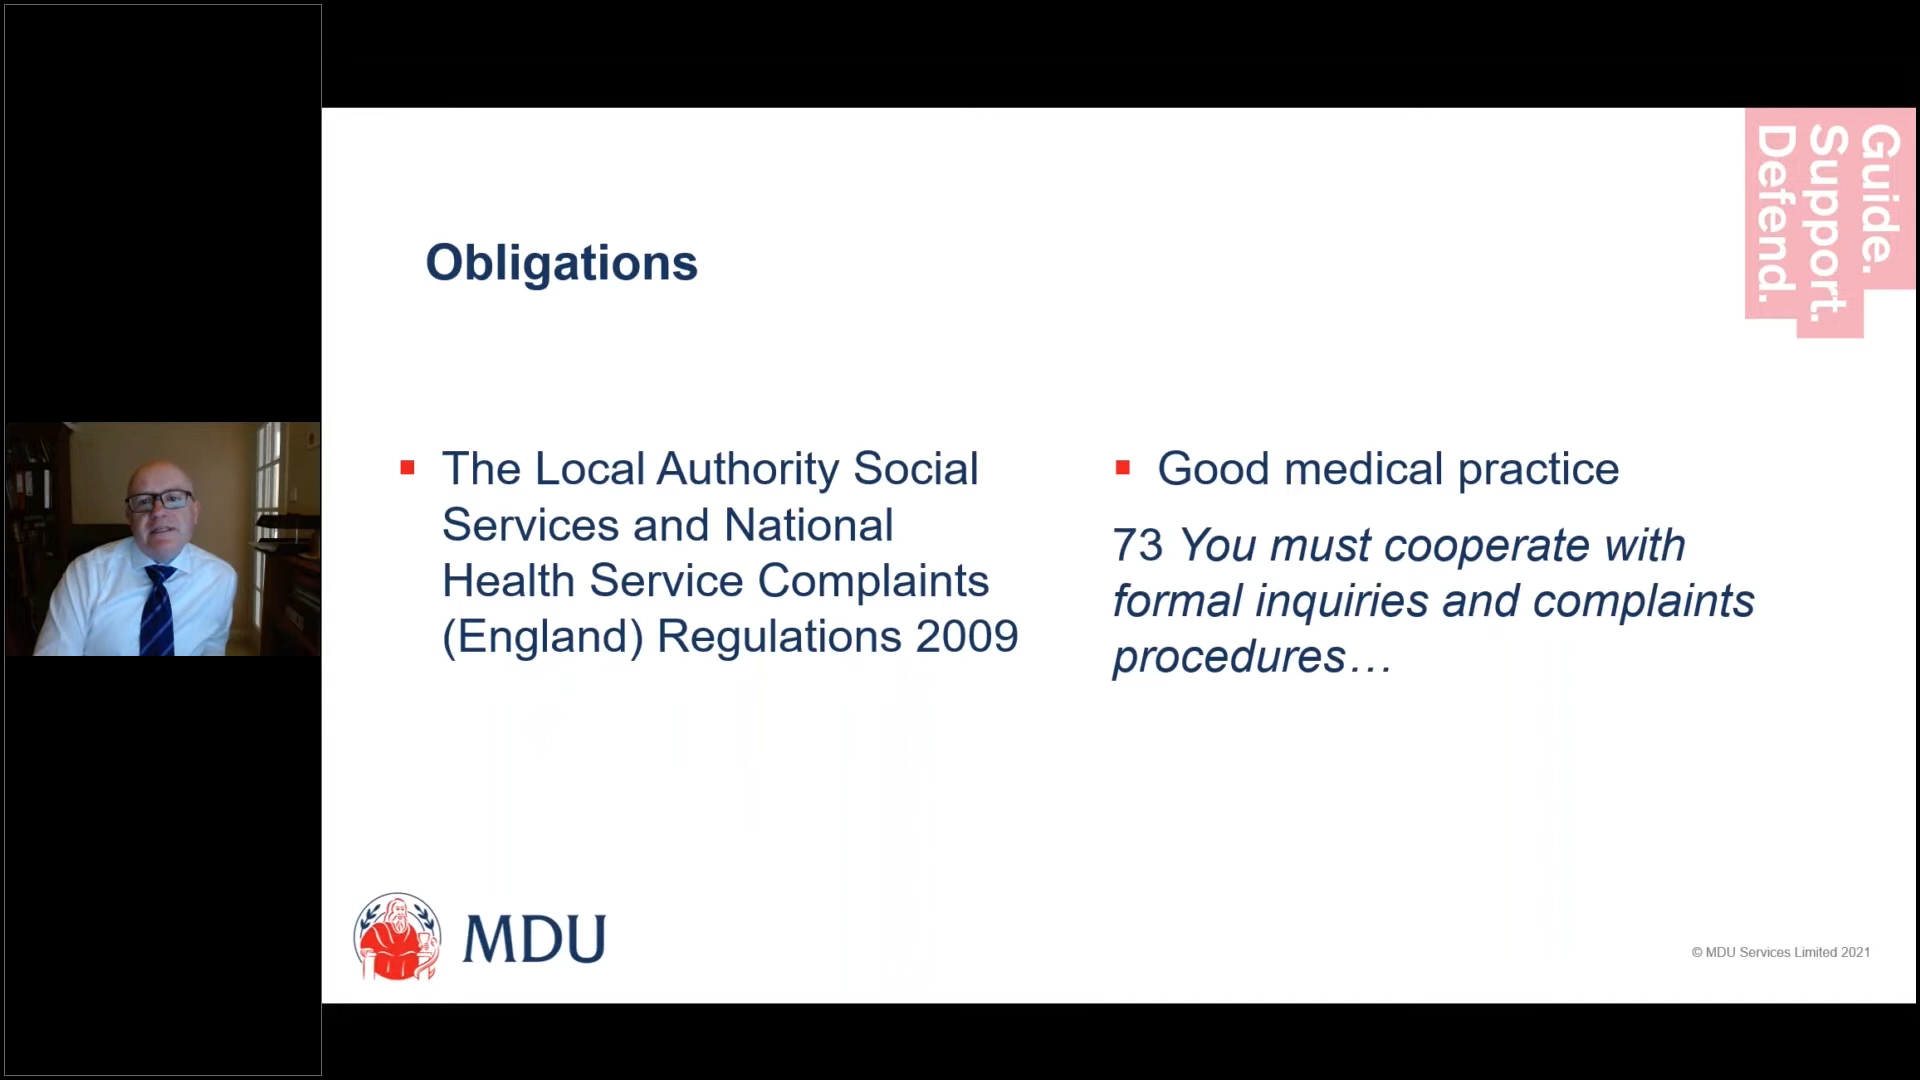 Guide.
Support.
Defend.
Obligations
▪ The Local Authority Social
Services and National
Health Service Complaints
(England) Regulations 2009
▪ Good medical practice
73 You must cooperate with
formal inquiries and complaints
procedures…
MDU
© MDU Services Limited 2021